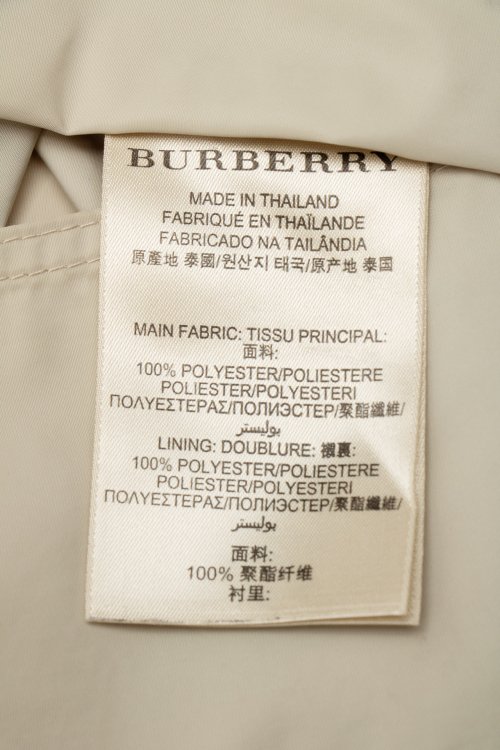 BURBERRY
MADE IN THAILAND
FABRIQUÉ EN THAÏLANDE
FABRICADO NA TAILÂNDIA
原產地 泰國/원산지 태국/原产地 泰国
MAIN FABRIC: TISSU PRINCIPAL:
面料:
100% POLYESTER/POLIESTERE
POLIESTER/POLYESTERI
ΠΟΛΥΕΣΤΕΡΑΣ/ПОЛИЭСТЕР/聚酯纖維/
بوليستر
LINING: DOUBLURE: 襯裏:
100% POLYESTER/POLIESTERE
POLIESTER/POLYESTERI
ΠΟΛΥΕΣΤΕΡΑΣ/ПОЛИЭСТЕР/聚酯纖維/
بوليستر
面料:
100% 聚酯纤维
衬里: